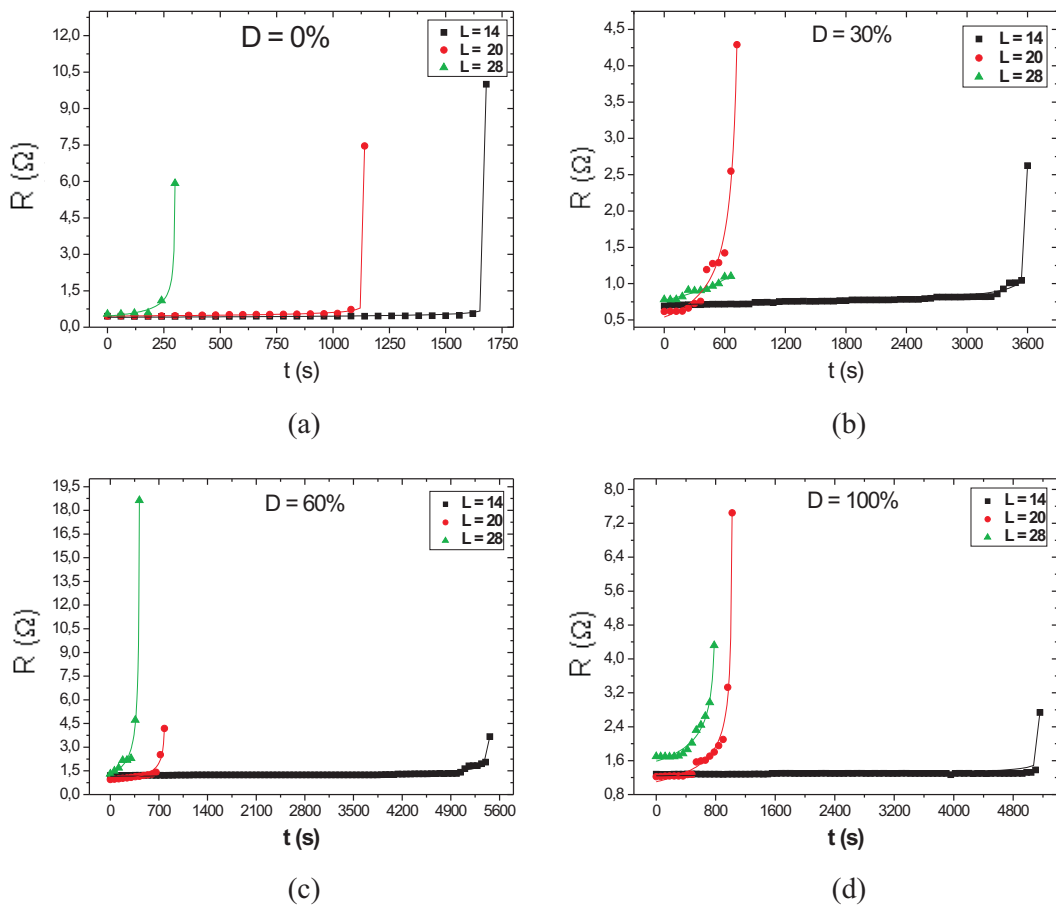 D = 0%
L = 14
L = 20
L = 28
R (Ω)
12,0
10,5
9,0
7,5
6,0
4,5
3,0
1,5
0,0
0 250 500 750 1000 1250 1500 1750
t (s)
(a)
D = 30%
L = 14
L = 20
L = 28
R (Ω)
4,5
4,0
3,5
3,0
2,5
2,0
1,5
1,0
0,5
0 600 1200 1800 2400 3000 3600
t (s)
(b)
D = 60%
L = 14
L = 20
L = 28
R (Ω)
19,5
18,0
16,5
15,0
13,5
12,0
10,5
9,0
7,5
6,0
4,5
3,0
1,5
0,0
0 700 1400 2100 2800 3500 4200 4900 5600
t (s)
(c)
D = 100%
L = 14
L = 20
L = 28
R (Ω)
8,0
7,2
6,4
5,6
4,8
4,0
3,2
2,4
1,6
0,8
0 800 1600 2400 3200 4000 4800
t (s)
(d)